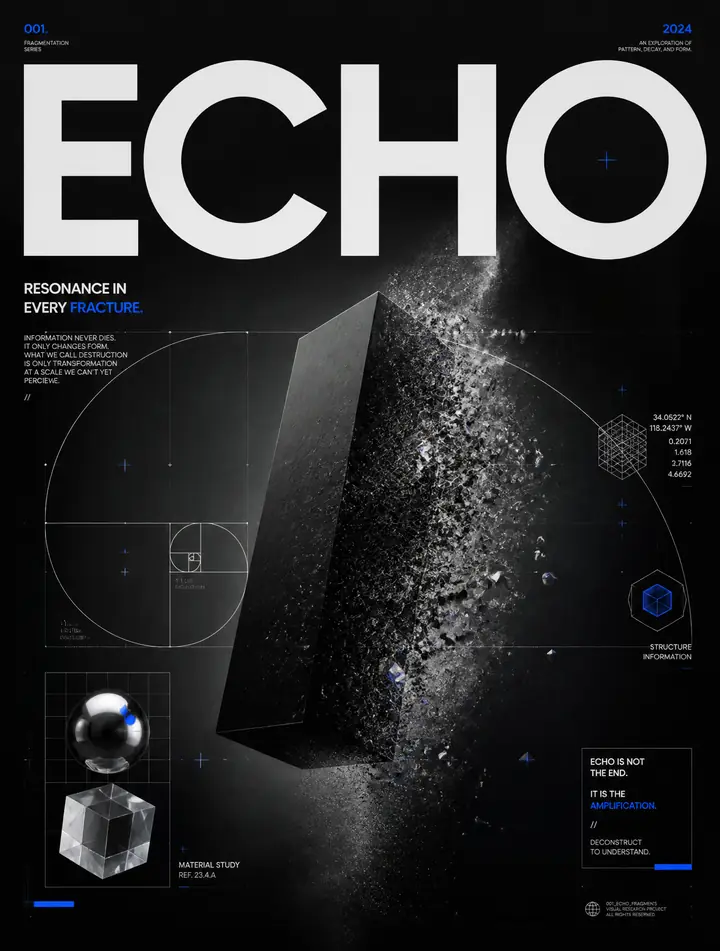 001.
2024
FRAGMENTATION
SERIES
AN EXPLORATION OF
PATTERN, DECAY, AND FORM.
ECHO
RESONANCE IN
EVERY FRACTURE.
INFORMATION NEVER DIES.
IT ONLY CHANGES FORM.
WHAT WE CALL DESTRUCTION
IS ONLY TRANSFORMATION
AT A SCALE WE CAN'T YET
PERCIEWE.
//
34.0522° N
118.2437° W
0.2071
1.618
3.7116
4.6692
STRUCTURE
INFORMATION
ECHO IS NOT
THE END.
IT IS THE
AMPLIFICATION.
//
DECONSTRUCT
TO UNDERSTAND.
MATERIAL STUDY
REF. 23.4.A
001_ECHO_FRAGMENTS
VISUAL RESEARCH PROJECT
ALL RIGHTS RESERVED